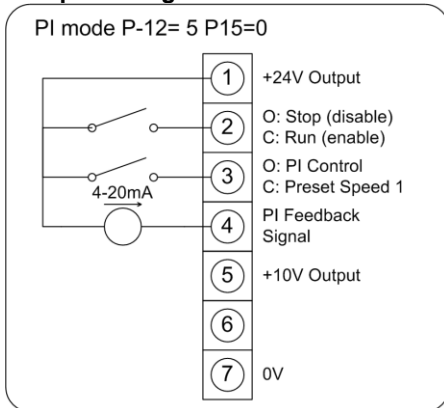 PI mode P-12= 5 P15=0
1 +24V Output
2 O: Stop (disable)
C: Run (enable)
3 O: PI Control
C: Preset Speed 1
4-20mA
4 PI Feedback
Signal
5 +10V Output
6
7 0V